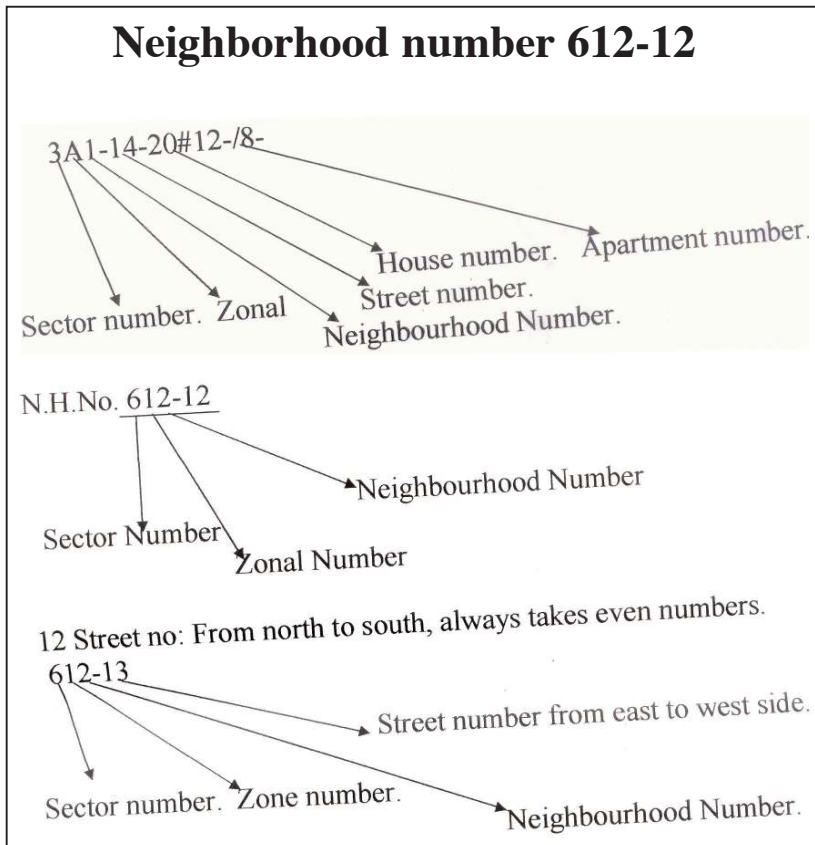 Neighborhood number 612-12
3A1-14-20#12-/8-
House number. Apartment number.
Street number.
Sector number. Zonal
Neighbourhood Number.
N.H.No. 612-12
Neighbourhood Number
Sector Number
Zonal Number
12 Street no: From north to south, always takes even numbers.
612-13
Street number from east to west side.
Sector number. Zone number.
Neighbourhood Number.